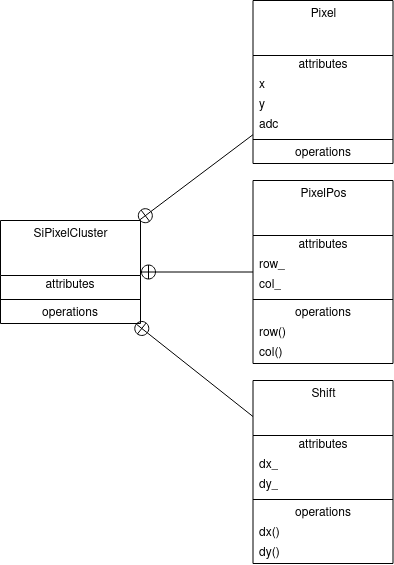 Pixel
attributes
x
y
adc
operations
PixelPos
attributes
row_
col_
operations
row()
col()
SiPixelCluster
attributes
operations
Shift
attributes
dx_
dy_
operations
dx()
dy()